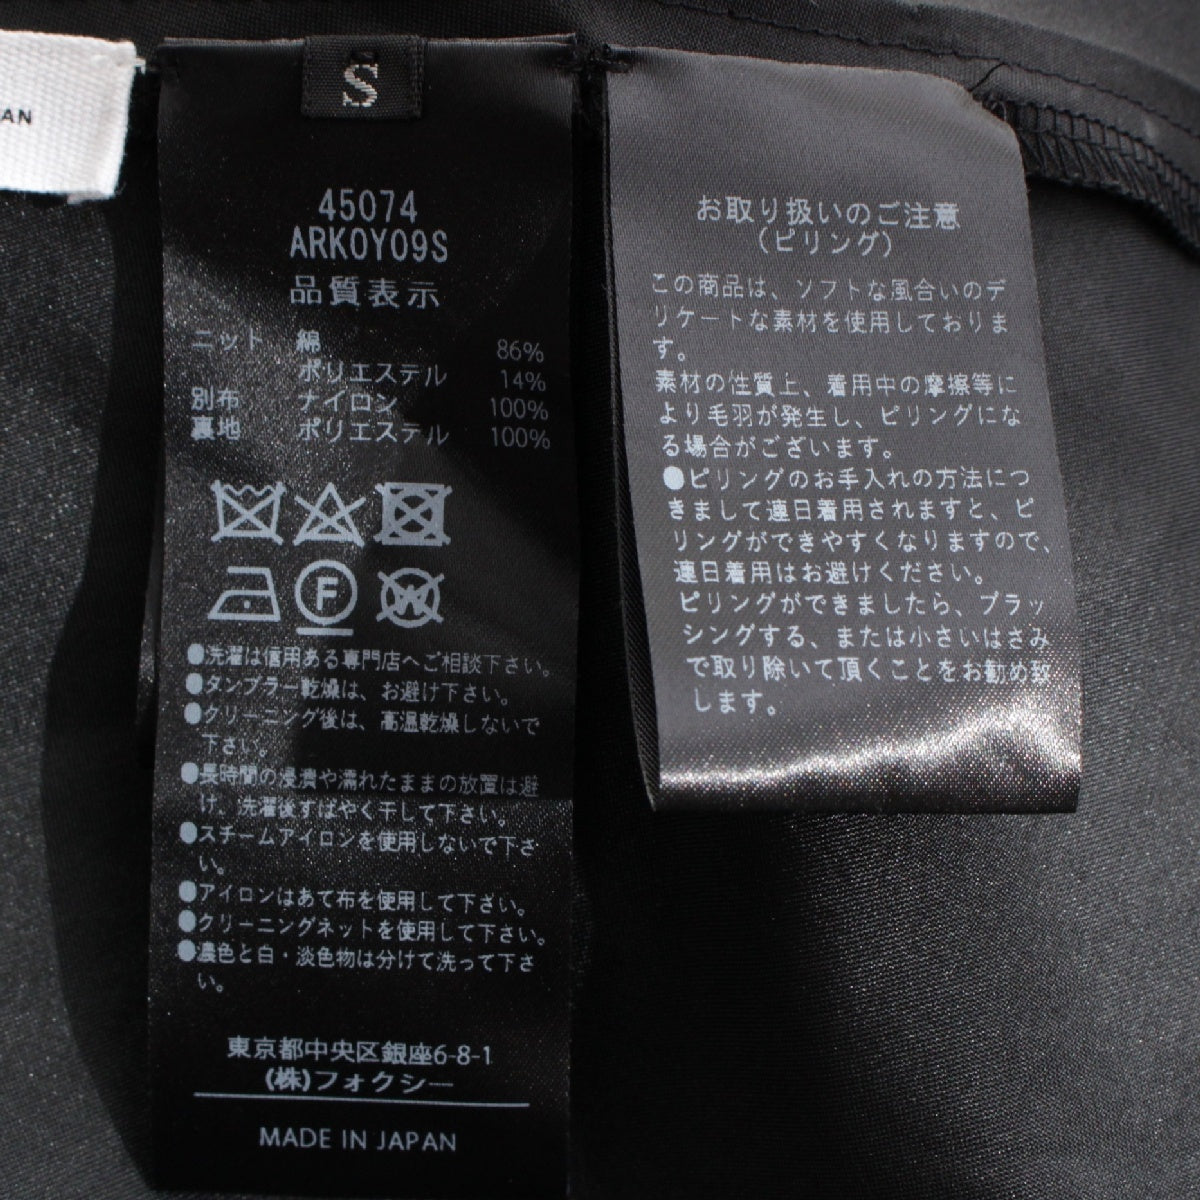 AN
S
45074
ARK0Y09S
品質表示
ニット 綿 86%
ポリエステル 14%
別布 ナイロン 100%
裏地 ポリエステル 100%
F
W
●洗濯は信用ある専門店へご相談下さい。
●タンブラー乾燥は、お避け下さい。
●クリーニング後は、高温乾燥しないで
下さい。
●長時間の浸漬や濡れたままの放置は避
け、洗濯後すばやく干して下さい。
●スチームアイロンを使用しないで下さ
い。
●アイロンはあて布を使用して下さい。
●クリーニングネットを使用して下さい。
●濃色と白・淡色物は分けて洗って下さ
い。
東京都中央区銀座6-8-1
(株)フォクシー
MADE IN JAPAN
お取り扱いのご注意
(ピリング)
この商品は、ソフトな風合いのデ
リケートな素材を使用しておりま
す。
素材の性質上、着用中の摩擦等に
より毛羽が発生し、ピリングにな
る場合がございます。
●ピリングのお手入れの方法につ
きまして連日着用されますと、ピ
リングができやすくなりますので、
連日着用はお避けください。
ピリングができましたら、ブラッ
シングする、または小さいはさみ
で取り除いて頂くことをお勧め致
します。